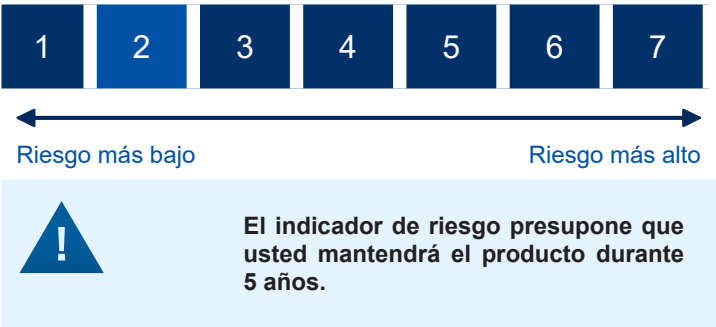 1 2 3 4 5 6 7
Riesgo más bajo Riesgo más alto
!
El indicador de riesgo presupone que
usted mantendrá el producto durante
5 años.